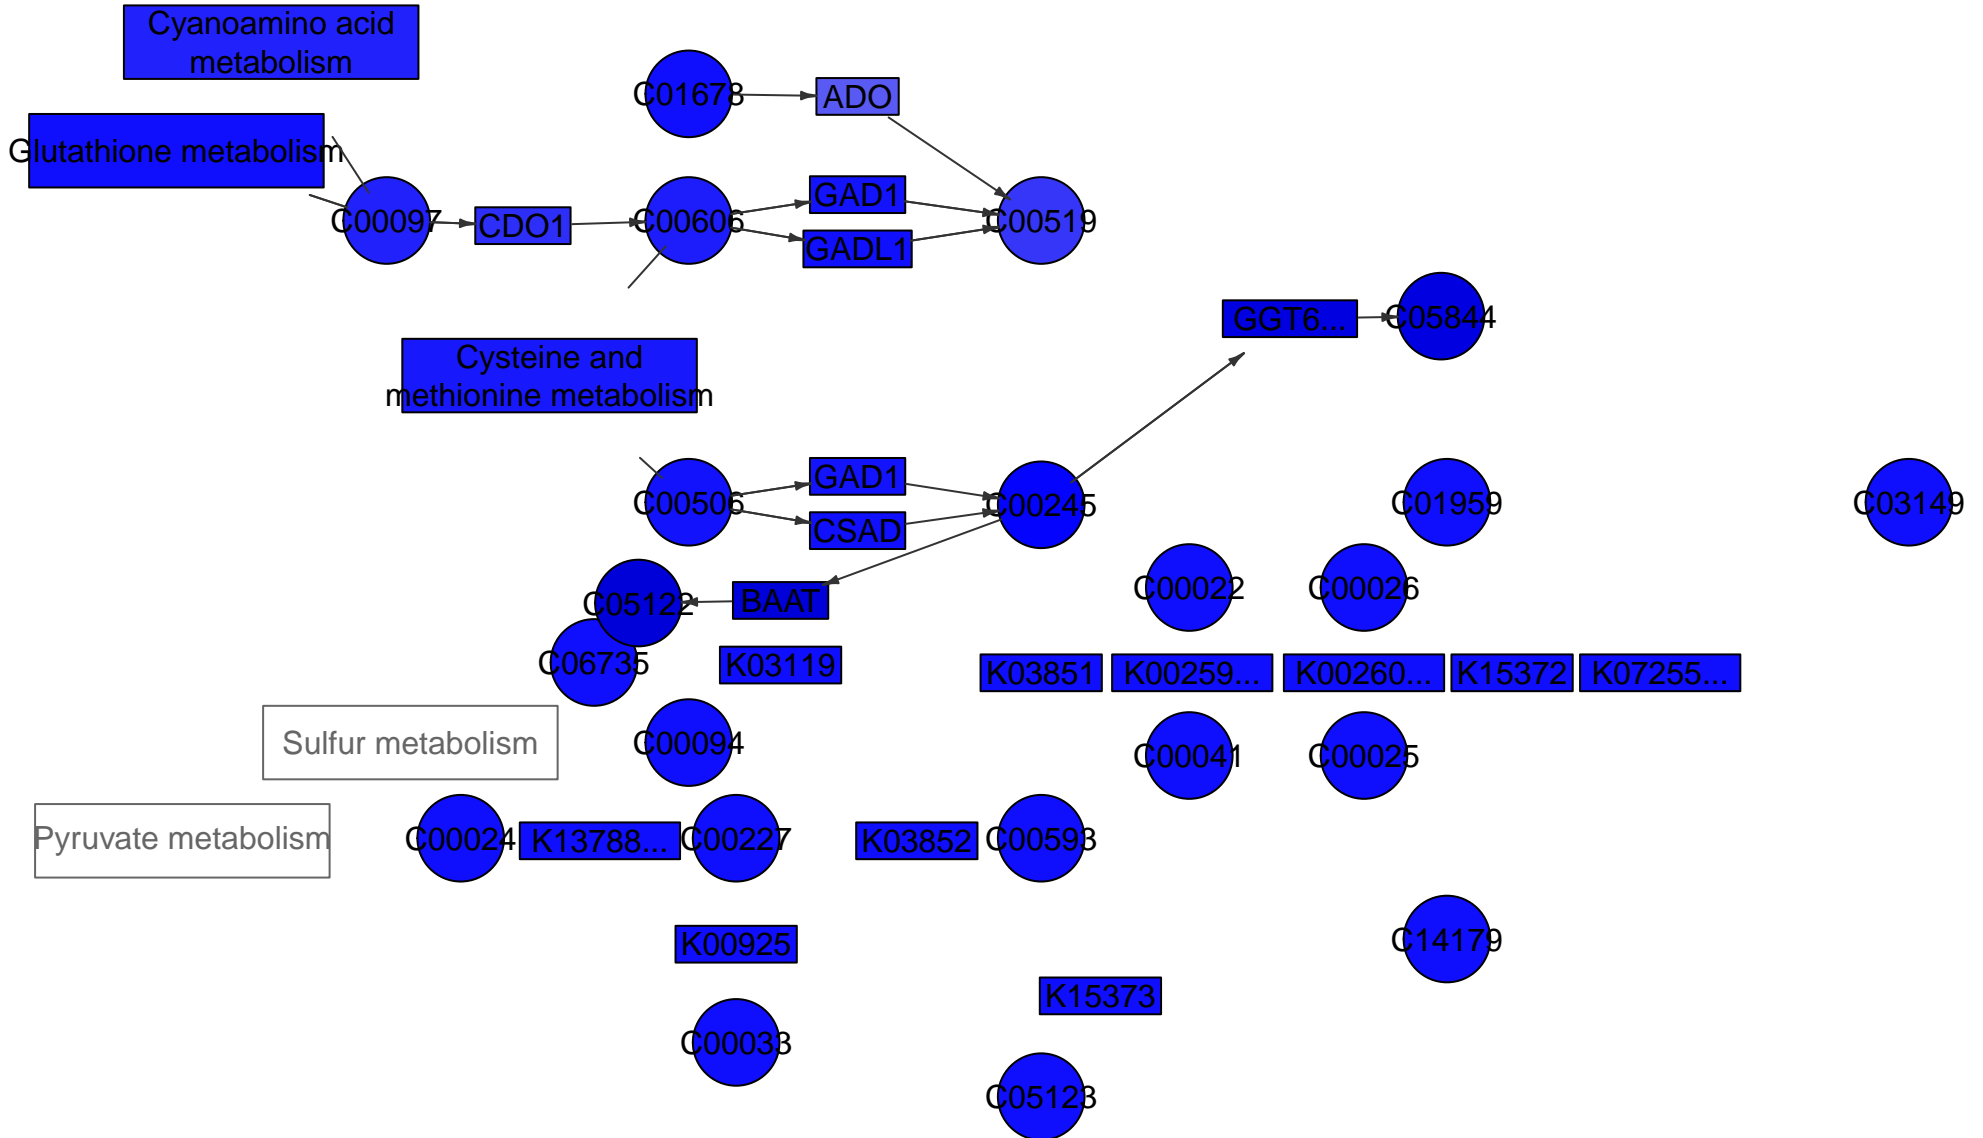 Cyanoamino acid
metabolism
C01678
ADO
Glutathione metabolism
C00097
CDO1
C00606
GAD1
GADL1
C00519
GGT6...
C05844
Cysteine and
methionine metabolism
C00506
GAD1
CSAD
C00245
C01959
C03149
C05122
BAAT
C00022
C00026
C06735
K03119
K03851
K00259...
K00260...
K15372
K07255...
Sulfur metabolism
C00094
C00041
C00025
Pyruvate metabolism
C00024
K13788...
C00227
K03852
C00593
K00925
C14179
K15373
C00033
C05123